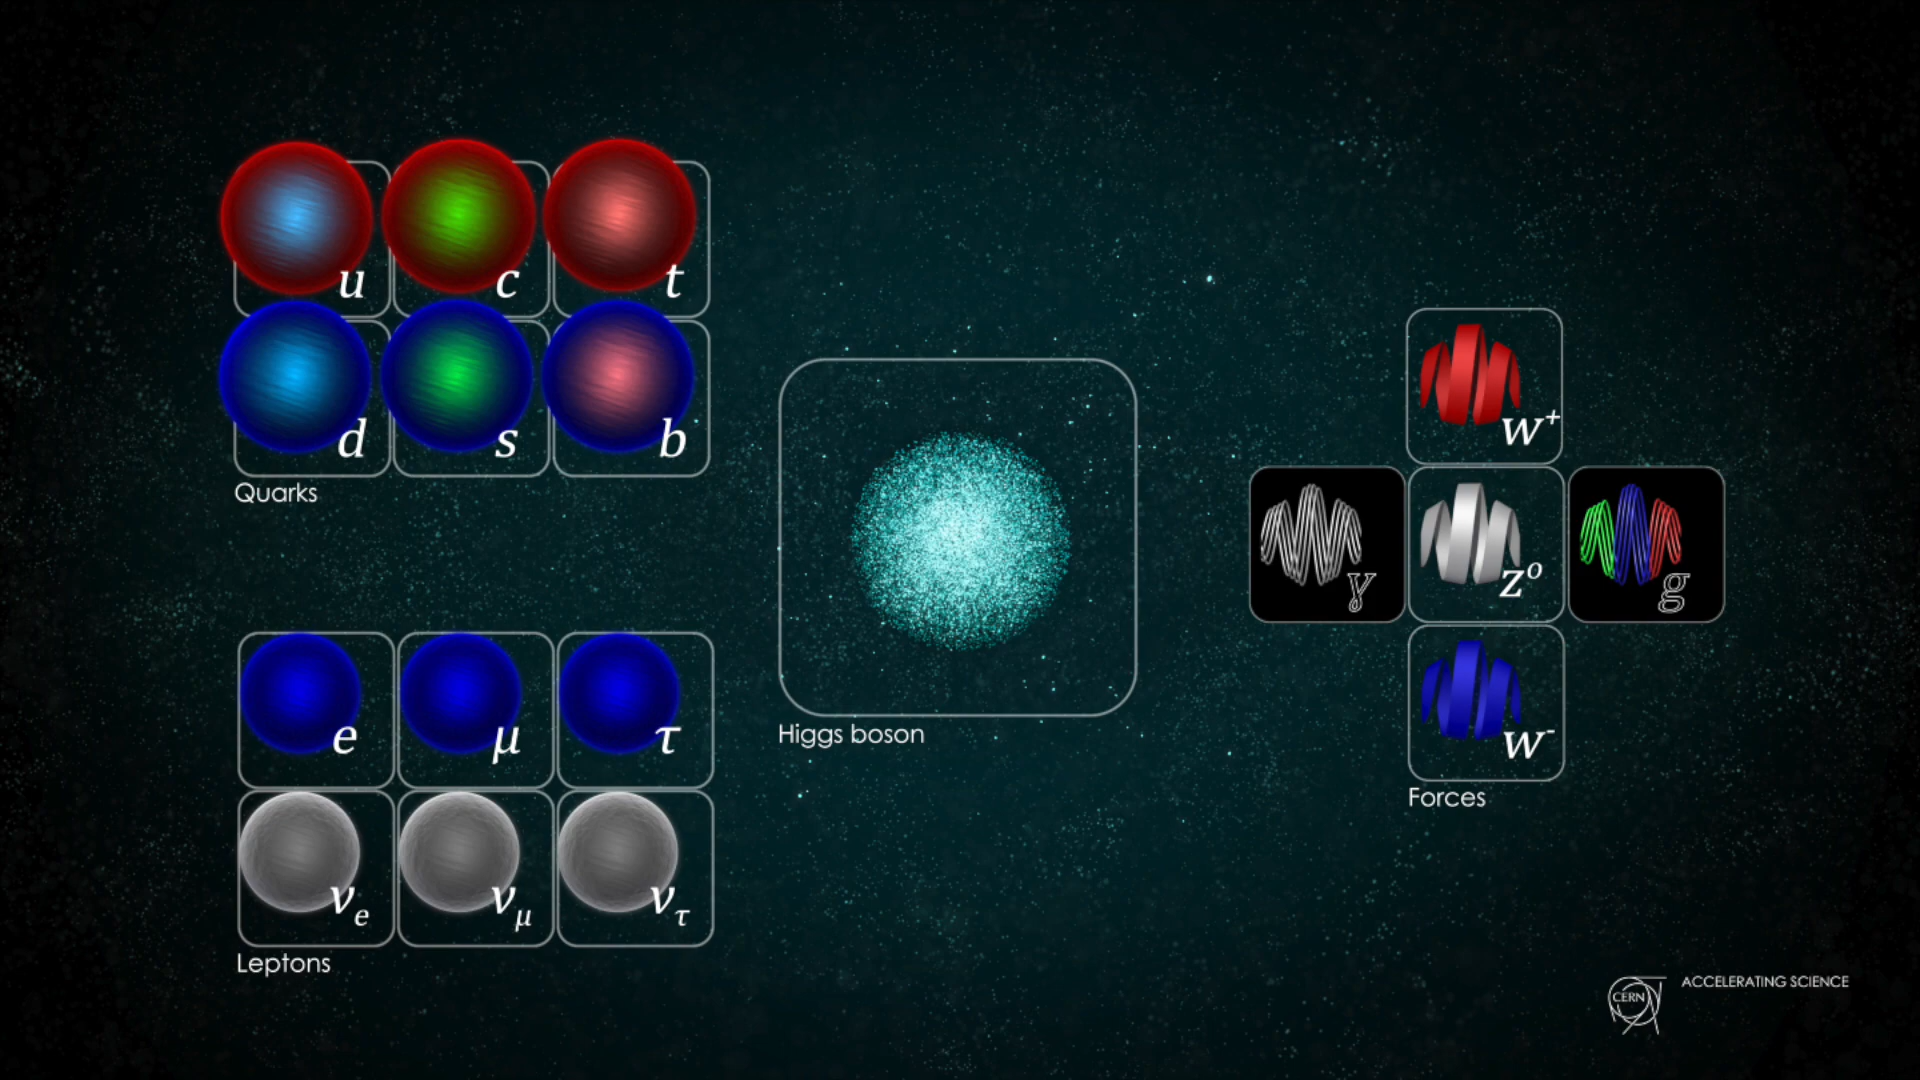 u c t
d s b
Quarks
e μ τ
νe νμ ντ
Leptons
Higgs boson
W+
γ Z0 g
W-
Forces
CERN
ACCELERATING SCIENCE